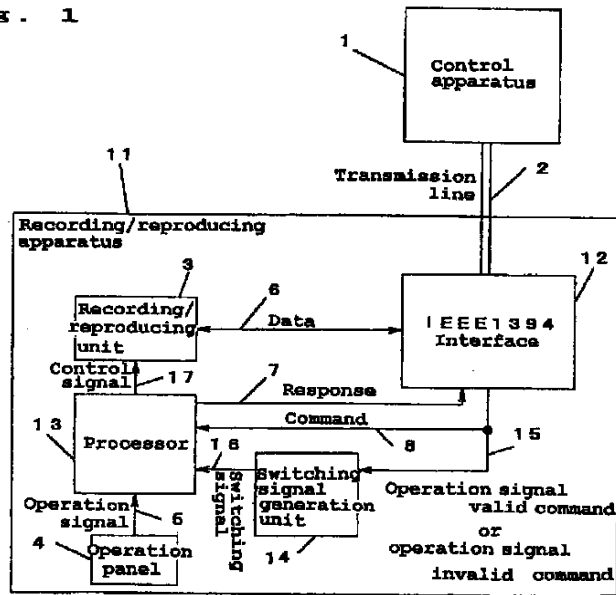 . 1
1
Control
apparatus
11
Transmission
line
2
Recording/reproducing
apparatus
12
3
Recording/
reproducing
unit
6
Data
IEEE1394
Interface
Control
signal
17
7
Response
13
Processor
Command
8
15
16
Switching
signal
Switching
signal
generation
unit
Operation signal
valid command
or
operation signal
invalid command
Operation
signal
5
14
4
Operation
panel